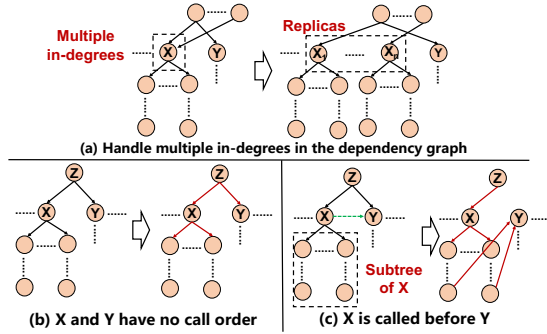 Multiple
in-degrees
X
Y
Replicas
X1
Xn
Y
(a) Handle multiple in-degrees in the dependency graph
Z
X
Y
Z
X
Y
(b) X and Y have no call order
Z
X
Y
Subtree
of X
Z
X
Y
(c) X is called before Y